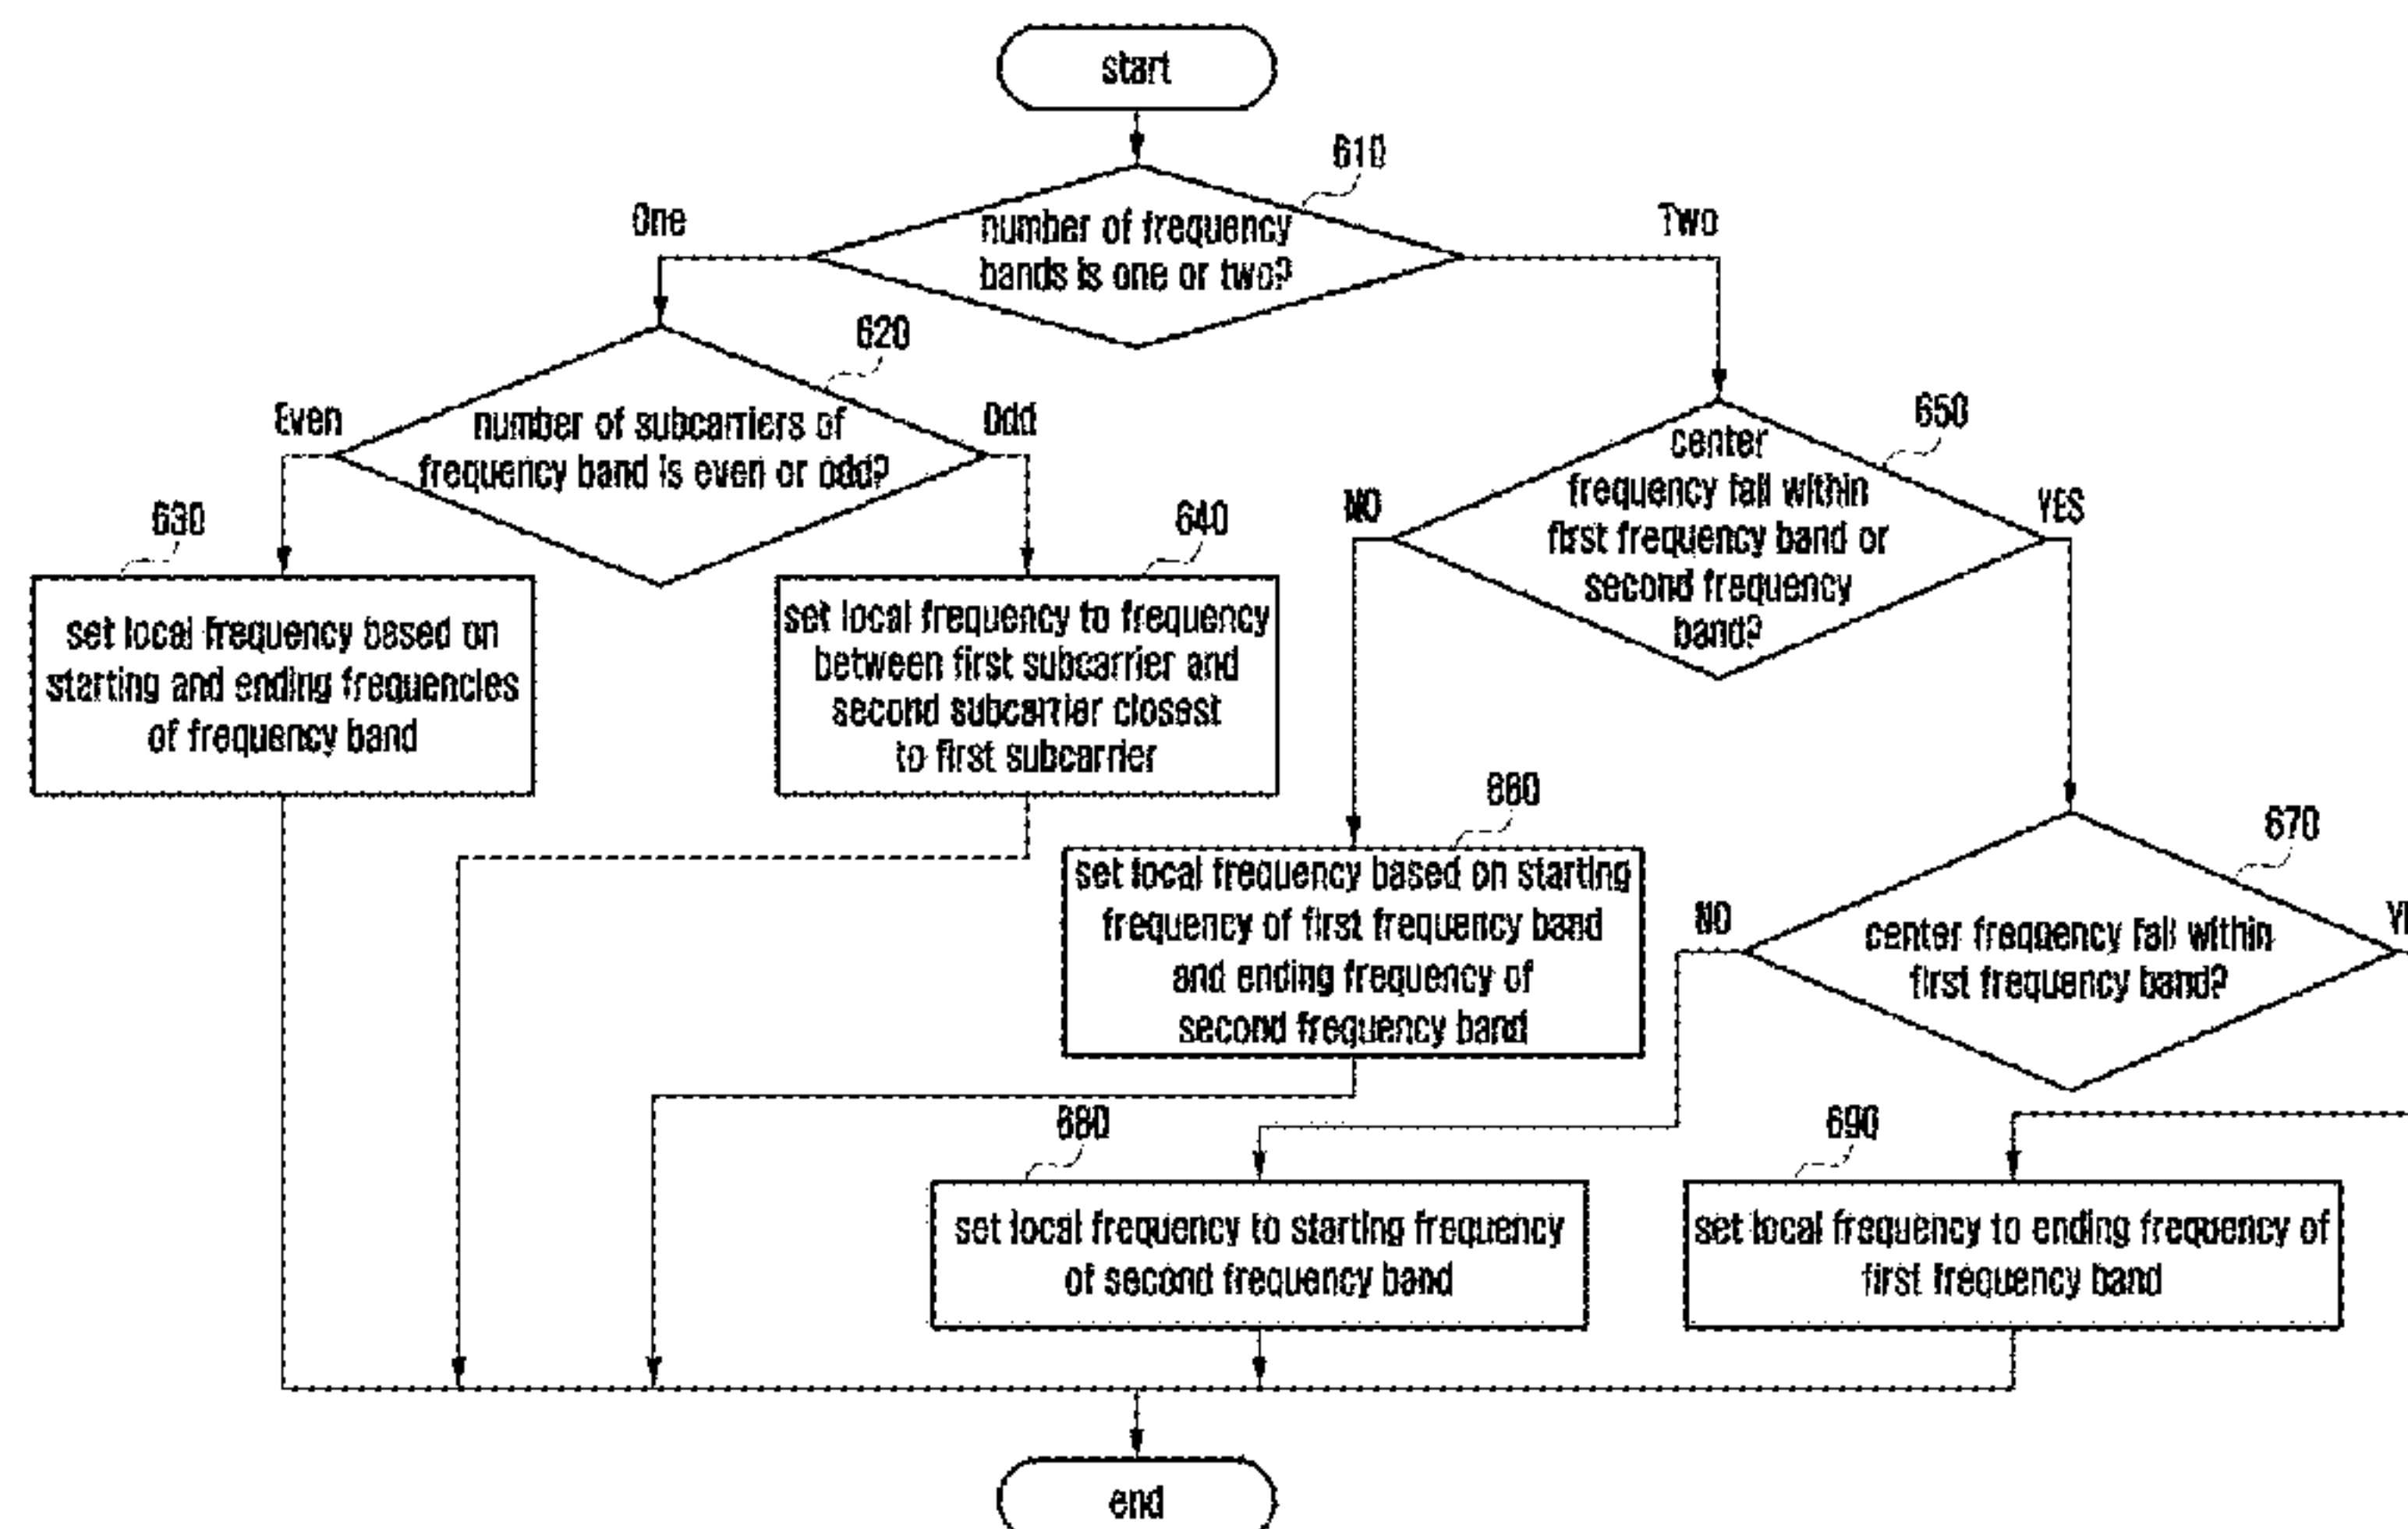 start
610
One
Two
number of frequency
bands is one or two?
620
Even
Odd
number of subcarriers of
frequency band is even or odd?
650
center
frequency fall within
first frequency band or
second frequency
band?
NO
YES
630
set local frequency based on
starting and ending frequencies
of frequency band
640
set local frequency to frequency
between first subcarrier and
second subcarrier closest
to first subcarrier
660
set local frequency based on starting
frequency of first frequency band
and ending frequency of
second frequency band
670
NO
center frequency fall within
first frequency band?
680
set local frequency to starting frequency
of second frequency band
690
set local frequency to ending frequency of
first frequency band
end